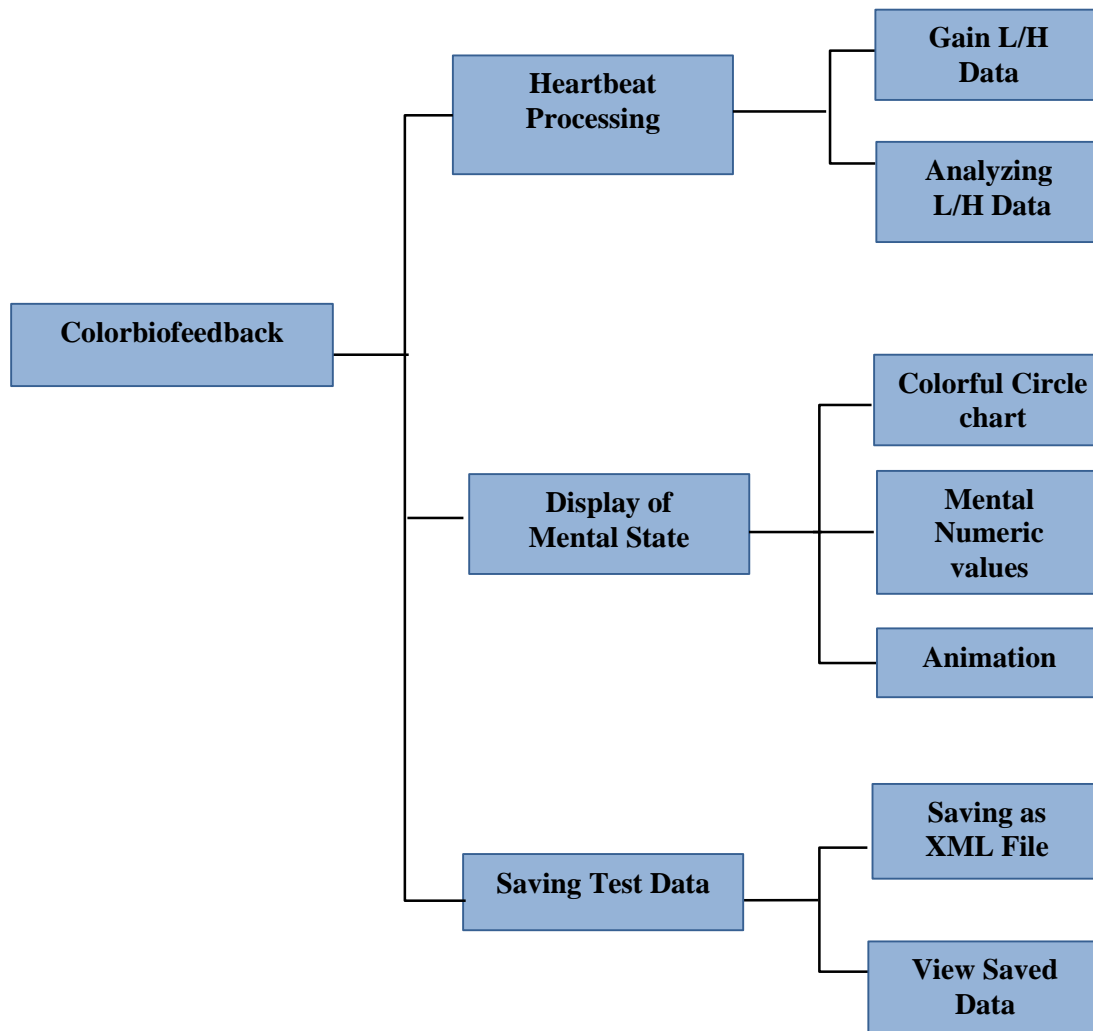 Gain L/H
Data
Heartbeat
Processing
Analyzing
L/H Data
Colorbiofeedback
Colorful Circle
chart
Display of
Mental State
Mental
Numeric
values
Animation
Saving as
XML File
Saving Test Data
View Saved
Data